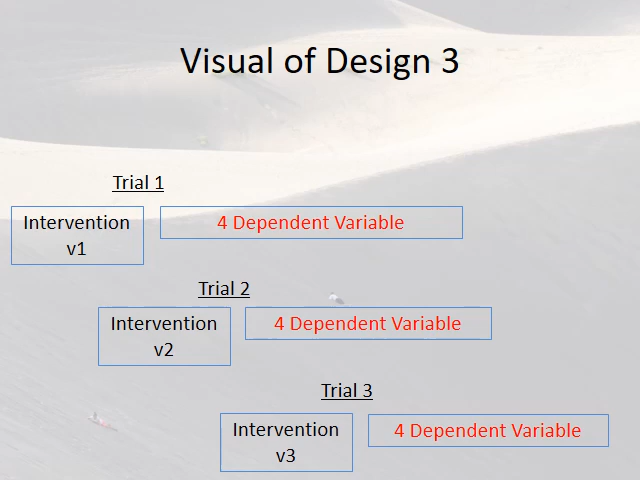 Visual of Design 3
Trial 1
Intervention
v1
4 Dependent Variable
Trial 2
Intervention
v2
4 Dependent Variable
Trial 3
Intervention
v3
4 Dependent Variable